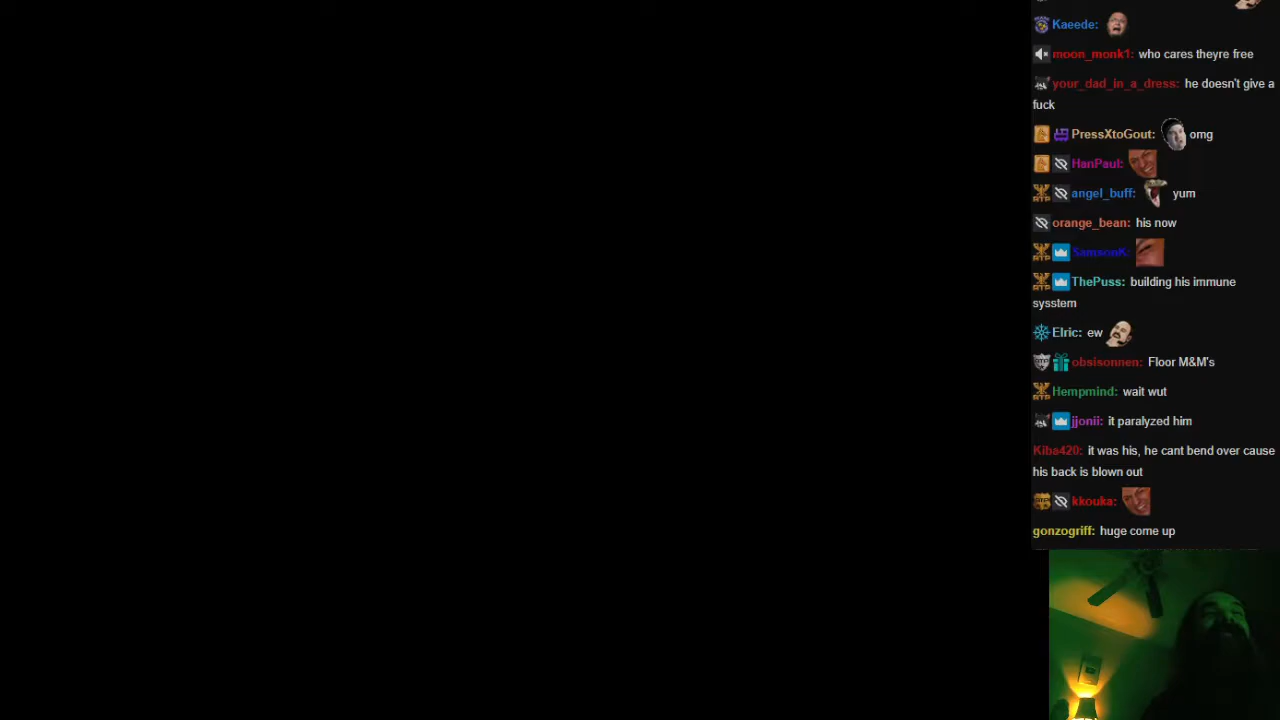 Kaeede:
moon_monk1: who cares theyre free
your_dad_in_a_dress: he doesn't give a
fuck
PressXtoGout: omg
HanPaul:
angel_buff: yum
orange_bean: his now
SamsonK:
ThePuss: building his immune
sysstem
Elric: ew
obsisonnen: Floor M&M's
Hempmind: wait wut
jjonii: it paralyzed him
Kiba420: it was his, he cant bend over cause
his back is blown out
kkouka:
gonzogriff: huge come up